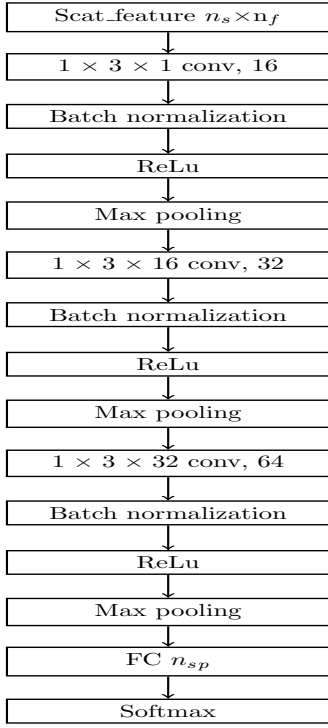 Scat_feature n_s×n_f
1 × 3 × 1 conv, 16
Batch normalization
ReLu
Max pooling
1 × 3 × 16 conv, 32
Batch normalization
ReLu
Max pooling
1 × 3 × 32 conv, 64
Batch normalization
ReLu
Max pooling
FC n_{sp}
Softmax